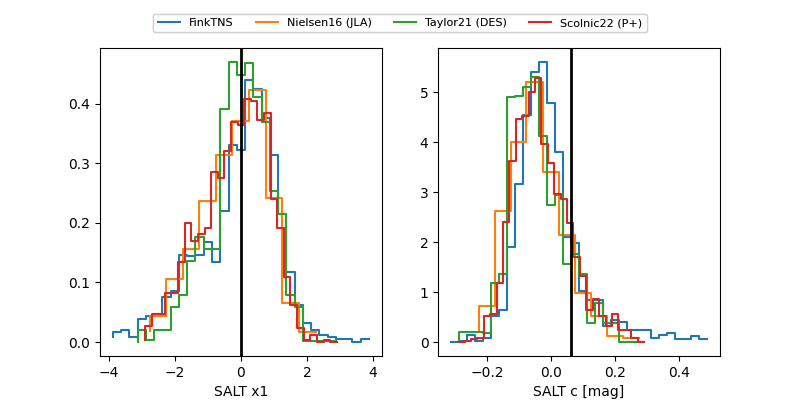 FinkTNS Nielsen16 (JLA) Taylor21 (DES) Scolnic22 (P+)
0.4
0.3
0.2
0.1
0.0
−4 −2 0 2 4
SALT x1
5
4
3
2
1
0
−0.2 0.0 0.2 0.4
SALT c [mag]